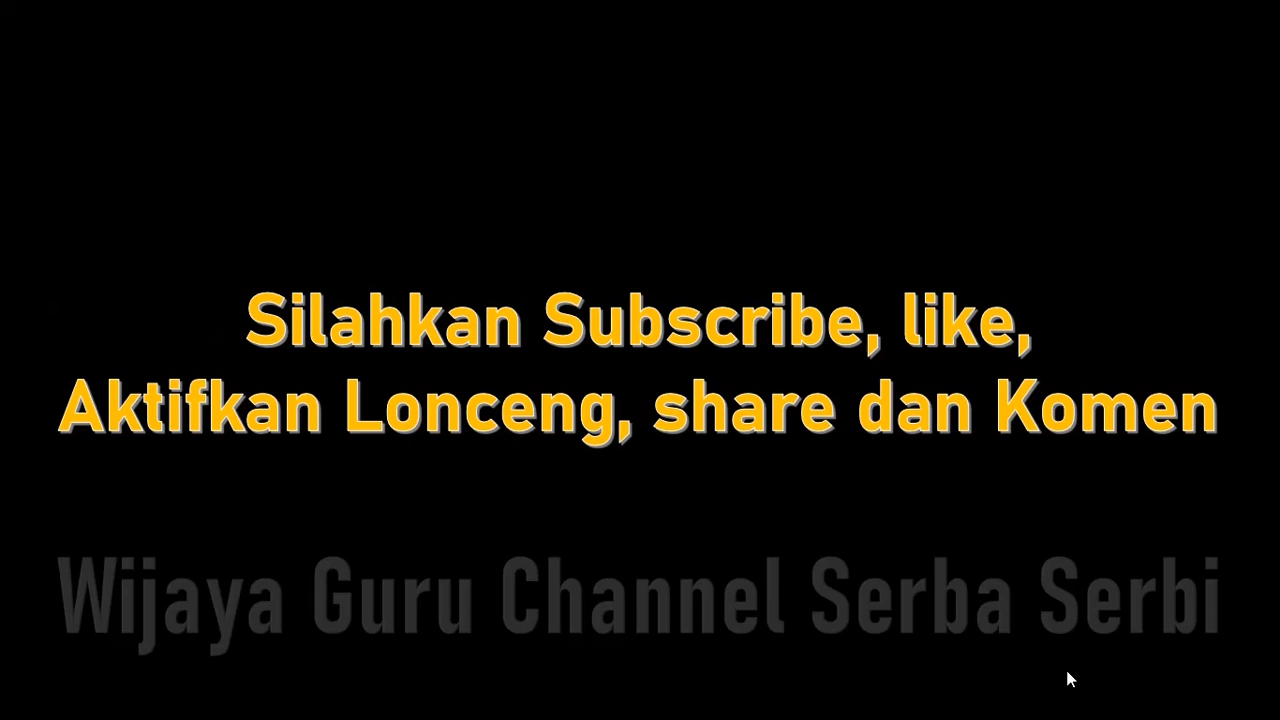 Silahkan Subscribe, like,
Aktifkan Lonceng, share dan Komen
Wijaya Guru Channel Serba Serbi